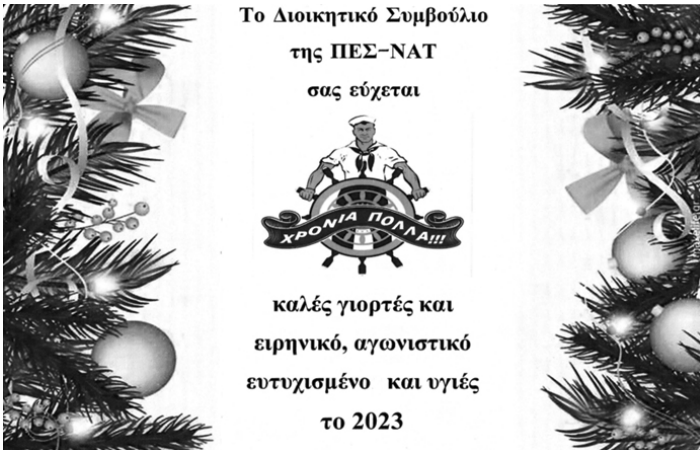 Το Διοικητικό Συμβούλιο
της ΠΕΣ-ΝΑΤ
σας εύχεται
ΧΡΟΝΙΑ ΠΟΛΛΑ!!!
καλές γιορτές και
ειρηνικό, αγωνιστικό
ευτυχισμένο και υγιές
το 2023